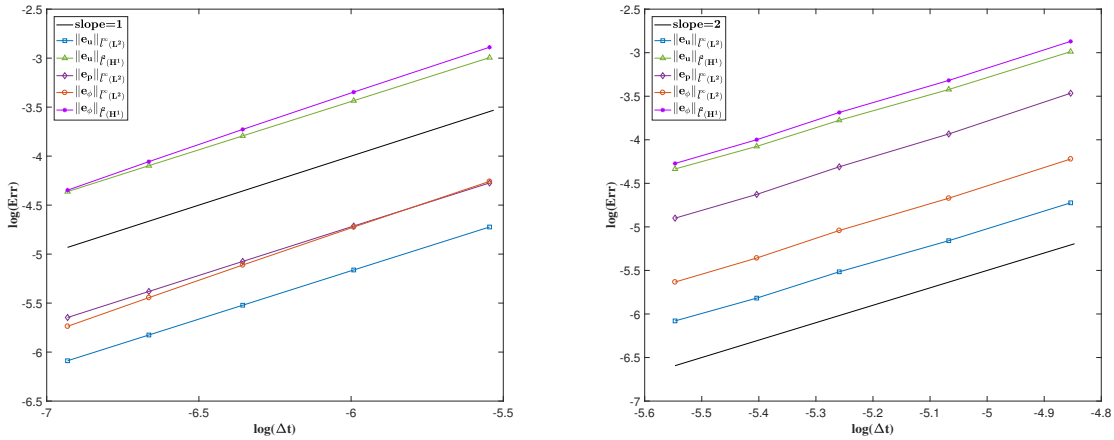 -2.5
-3
-3.5
-4
-4.5
-5
-5.5
-6
-6.5
log(Err)
slope=1
||e_u||_{l^∞(L^2)}
||e_u||_{l^2(H^1)}
||e_p||_{l^∞(L^2)}
||e_ϕ||_{l^∞(L^2)}
||e_ϕ||_{l^2(H^1)}
-7
-6.5
-6
-5.5
log(Δt)
-2.5
-3
-3.5
-4
-4.5
-5
-5.5
-6
-6.5
-7
log(Err)
slope=2
||e_u||_{l^∞(L^2)}
||e_u||_{l^2(H^1)}
||e_p||_{l^∞(L^2)}
||e_ϕ||_{l^∞(L^2)}
||e_ϕ||_{l^2(H^1)}
-5.6
-5.5
-5.4
-5.3
-5.2
-5.1
-5
-4.9
-4.8
log(Δt)